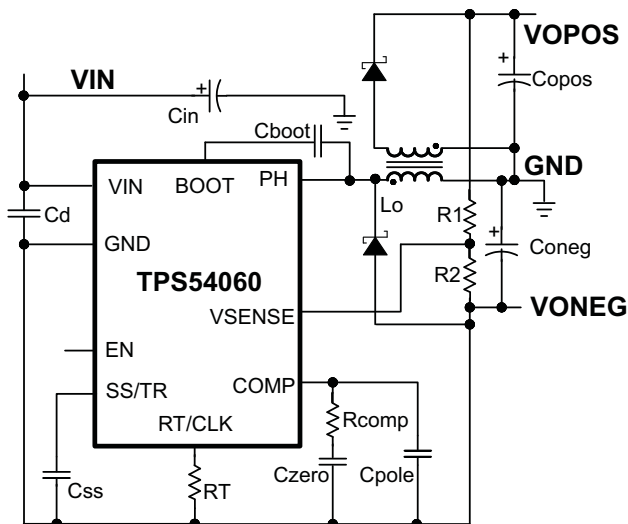 VOPOS
VIN
+
Copos
Cin
+
Cboot
GND
VIN
BOOT
PH
Lo
R1
Cd
GND
+
Coneg
TPS54060
R2
VSENSE
VONEG
EN
COMP
SS/TR
RT/CLK
Rcomp
Css
RT
Czero
Cpole